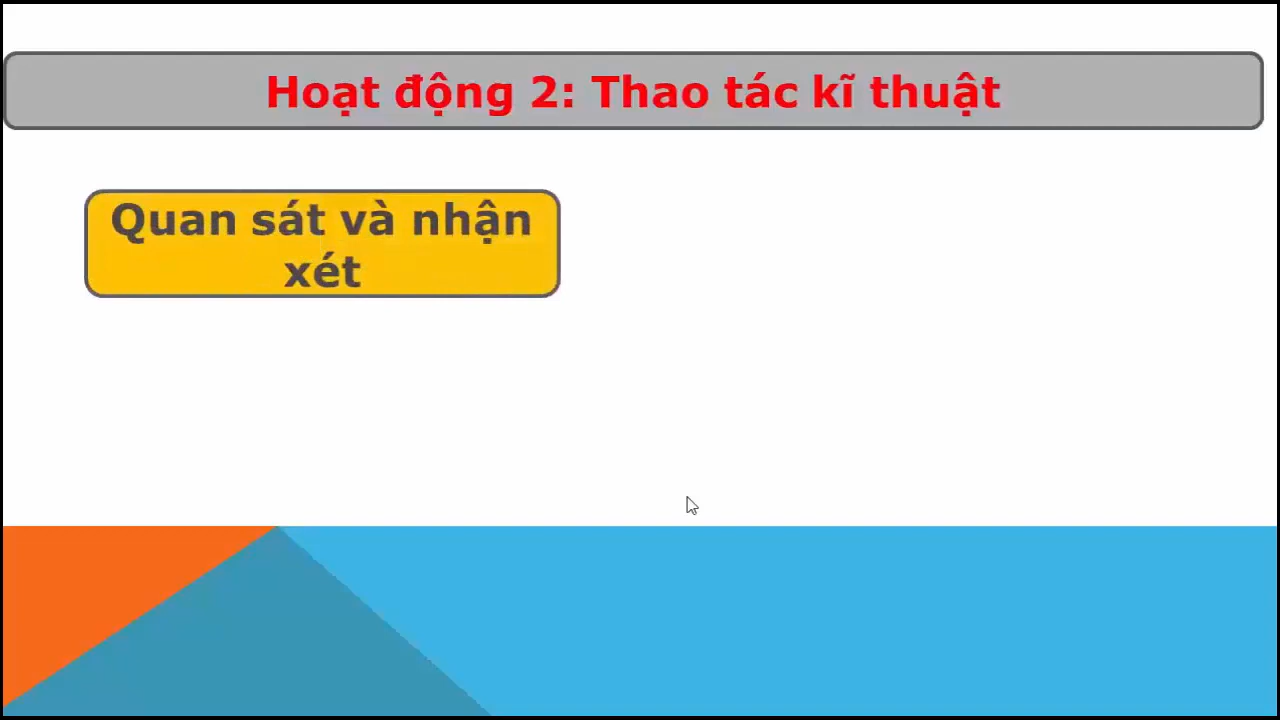 Hoạt động 2: Thao tác kĩ thuật
Quan sát và nhận
xét